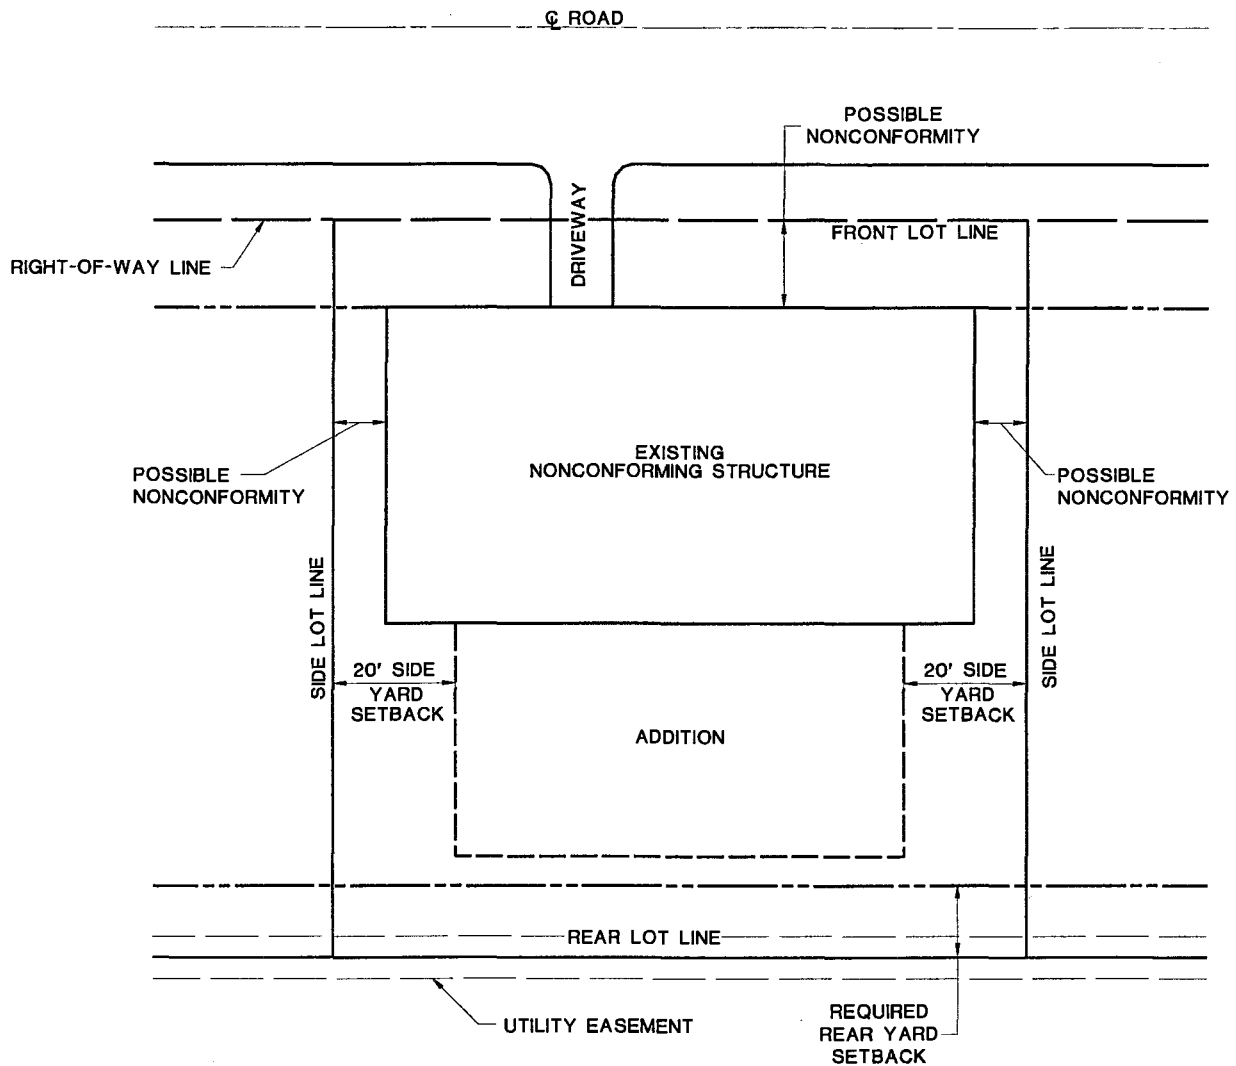 ℄ ROAD
POSSIBLE
NONCONFORMITY
DRIVEWAY
FRONT LOT LINE
RIGHT-OF-WAY LINE
EXISTING
NONCONFORMING STRUCTURE
POSSIBLE
NONCONFORMITY
POSSIBLE
NONCONFORMITY
SIDE LOT LINE
SIDE LOT LINE
20' SIDE
YARD
SETBACK
20' SIDE
YARD
SETBACK
ADDITION
REAR LOT LINE
UTILITY EASEMENT
REQUIRED
REAR YARD
SETBACK